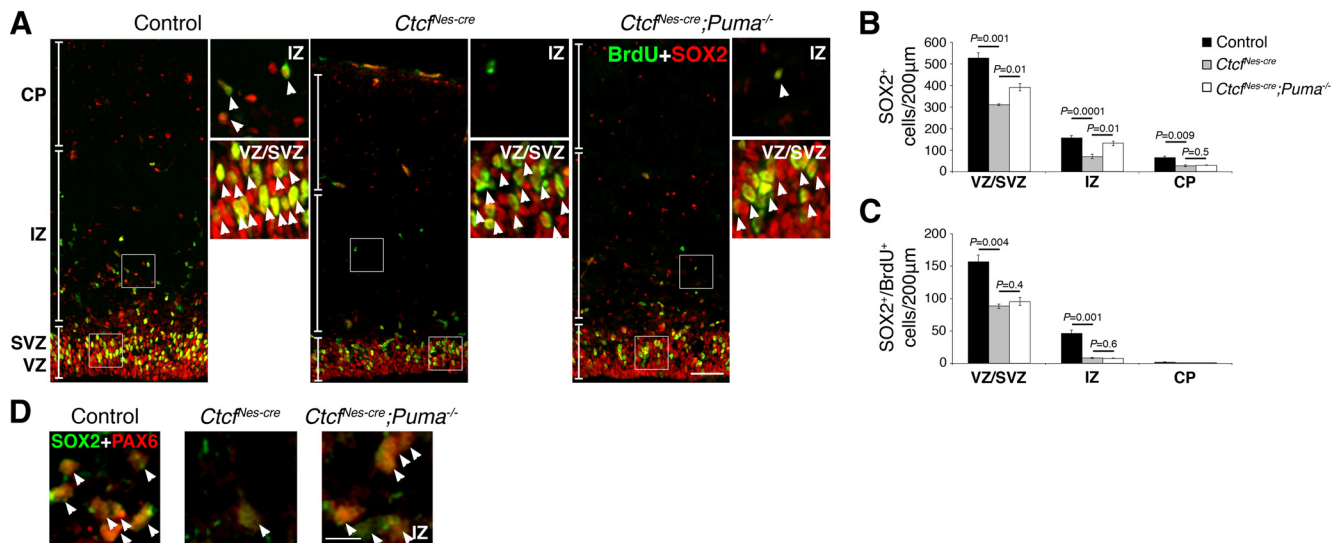 A
Control
Ctcf^Nes-cre
Ctcf^Nes-cre;Puma^-/-
CP
IZ
SVZ
VZ
IZ
VZ/SVZ
IZ
VZ/SVZ
BrdU+SOX2
IZ
VZ/SVZ
B
SOX2+
cells/200µm
600
500
400
300
200
100
0
P=0.001
P=0.01
P=0.0001
P=0.01
P=0.009
P=0.5
VZ/SVZ IZ CP
Control
Ctcf^Nes-cre
Ctcf^Nes-cre;Puma^-/-
C
SOX2+/BrdU+
cells/200µm
200
150
100
50
0
P=0.004
P=0.4
P=0.001
P=0.6
VZ/SVZ IZ CP
D
Control
Ctcf^Nes-cre
Ctcf^Nes-cre;Puma^-/-
SOX2+PAX6
IZ